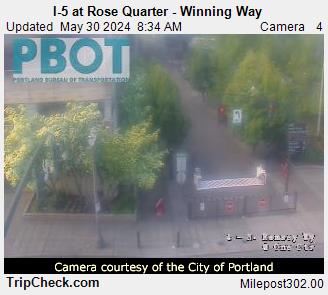 I-5 at Rose Quarter - Winning Way
Updated May 30 2024 8:34 AM Camera 4
PBOT
PORTLAND BUREAU OF TRANSPORTATION
Camera courtesy of the City of Portland
TripCheck.com Milepost302.00